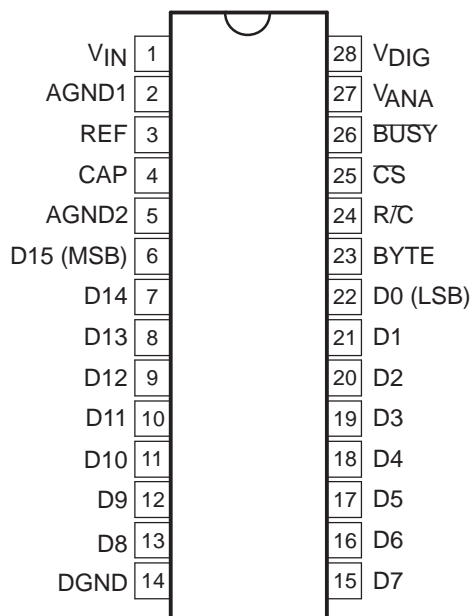 VIN 1
AGND1 2
REF 3
CAP 4
AGND2 5
D15 (MSB) 6
D14 7
D13 8
D12 9
D11 10
D10 11
D9 12
D8 13
DGND 14
28 VDIG
27 VANA
26 B̅U̅S̅Y̅
25 C̅S̅
24 R/C̅
23 BYTE
22 D0 (LSB)
21 D1
20 D2
19 D3
18 D4
17 D5
16 D6
15 D7